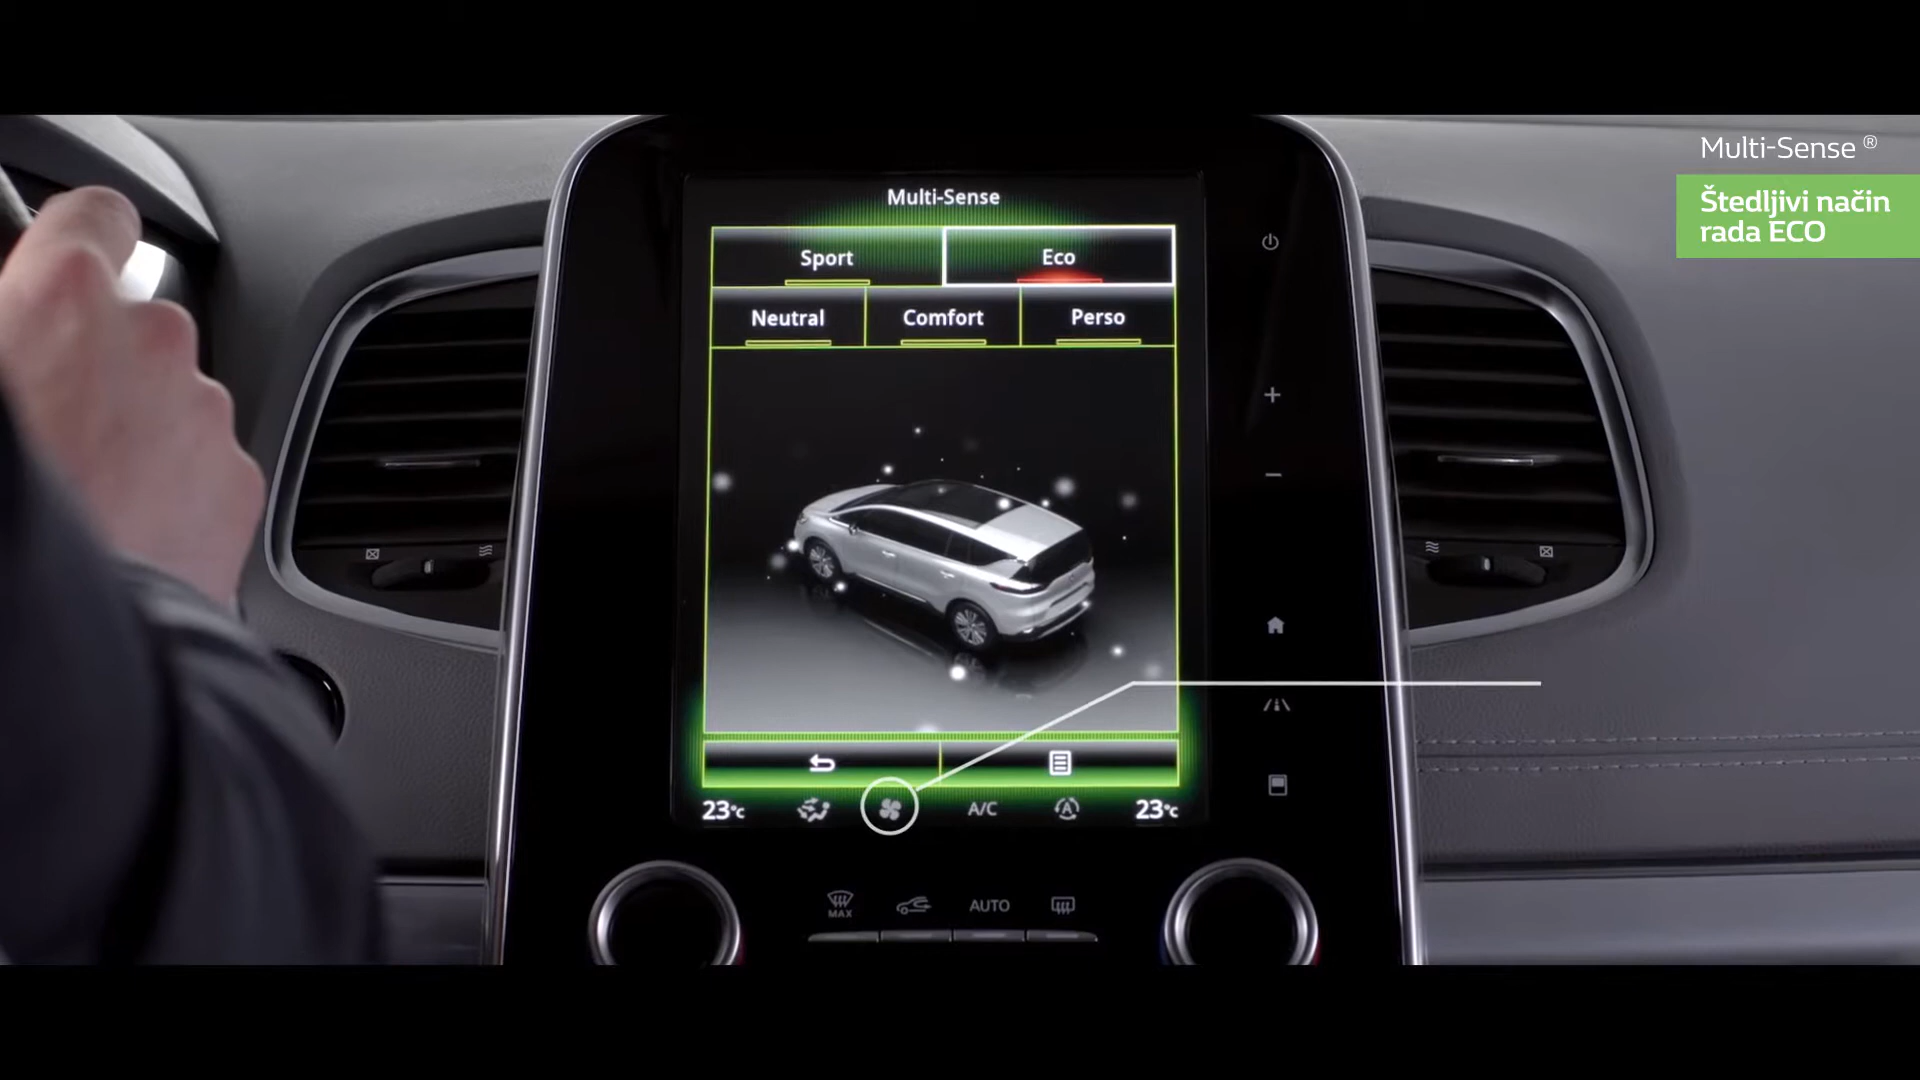 Multi-Sense ®
Štedljivi način
rada ECO
Multi-Sense
Sport
Eco
Neutral
Comfort
Perso
23°C
A/C
A
23°C
MAX
AUTO